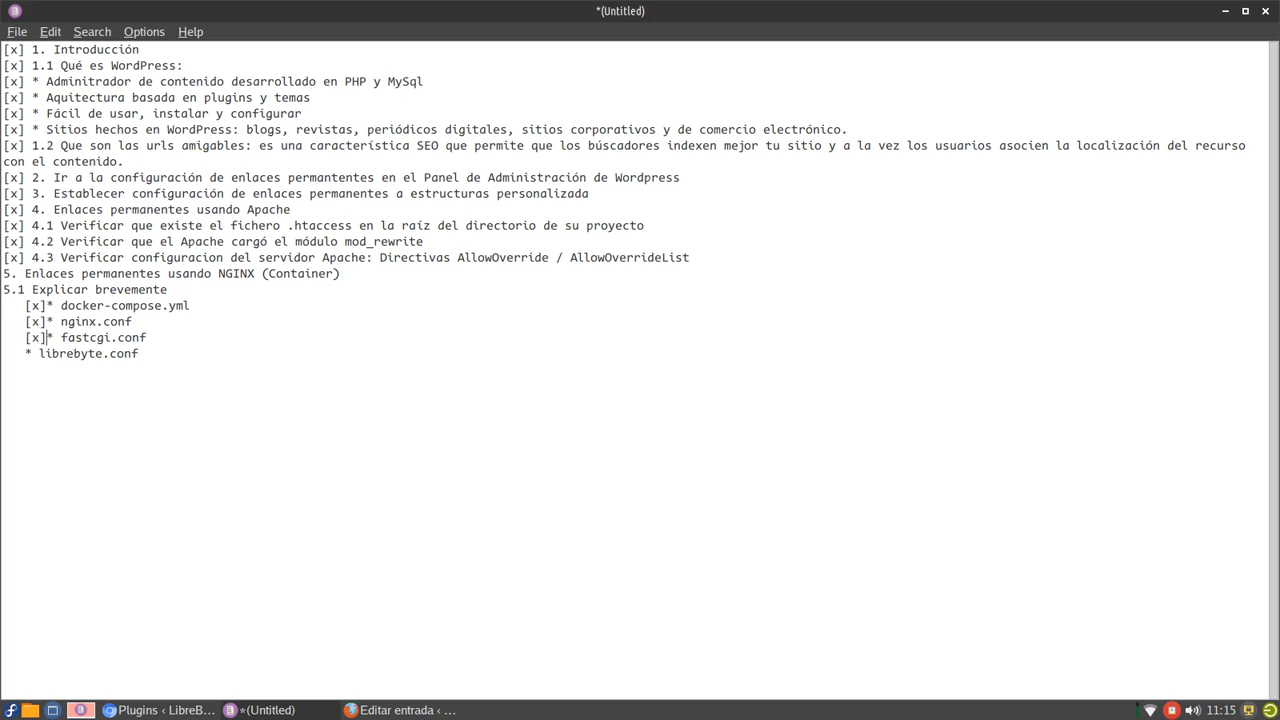 *(Untitled)
File Edit Search Options Help
[x] 1. Introducción
[x] 1.1 Qué es WordPress:
[x] * Adminitrador de contenido desarrollado en PHP y MySql
[x] * Aquitectura basada en plugins y temas
[x] * Fácil de usar, instalar y configurar
[x] * Sitios hechos en WordPress: blogs, revistas, periódicos digitales, sitios corporativos y de comercio electrónico.
[x] 1.2 Que son las urls amigables: es una característica SEO que permite que los búscadores indexen mejor tu sitio y a la vez los usuarios asocien la localización del recurso
con el contenido.
[x] 2. Ir a la configuración de enlaces permantentes en el Panel de Administración de Wordpress
[x] 3. Establecer configuración de enlaces permanentes a estructuras personalizada
[x] 4. Enlaces permanentes usando Apache
[x] 4.1 Verificar que existe el fichero .htaccess en la raíz del directorio de su proyecto
[x] 4.2 Verificar que el Apache cargó el módulo mod_rewrite
[x] 4.3 Verificar configuracion del servidor Apache: Directivas AllowOverride / AllowOverrideList
5. Enlaces permanentes usando NGINX (Container)
5.1 Explicar brevemente
[x]* docker-compose.yml
[x]* nginx.conf
[x]* fastcgi.conf
* librebyte.conf
Plugins ‹ LibreB... *(Untitled) Editar entrada ‹ ... 11:15